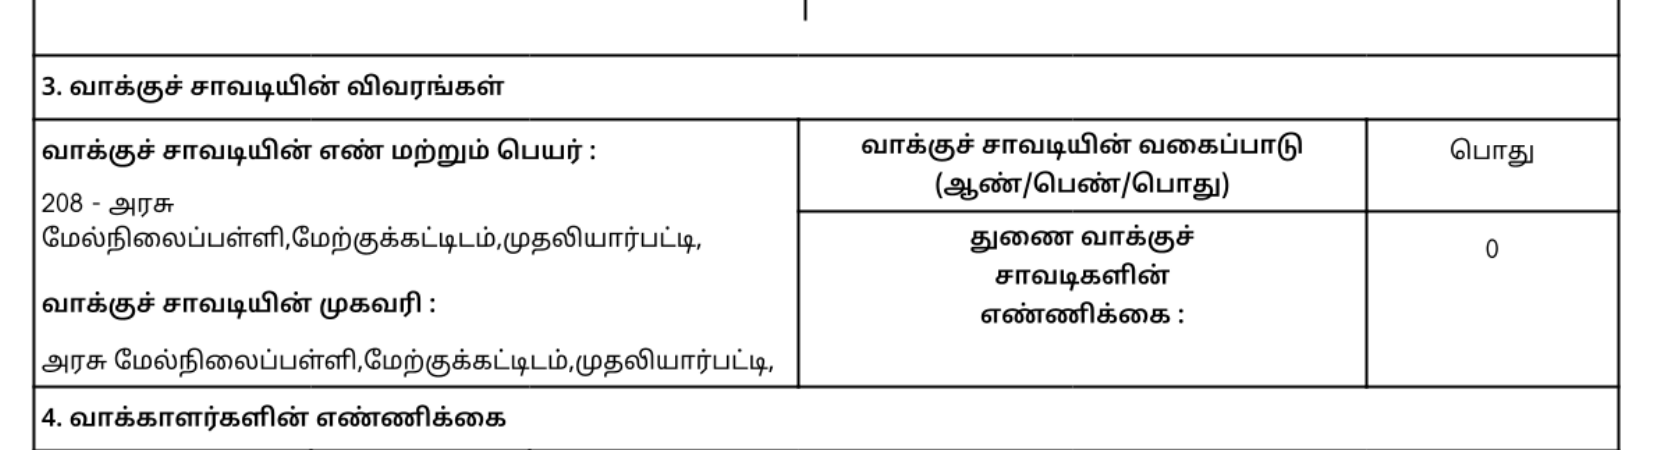 3. வாக்குச் சாவடியின் விவரங்கள்
வாக்குச் சாவடியின் எண் மற்றும் பெயர் :
208 - அரசு
மேல்நிலைப்பள்ளி,மேற்குக்கட்டிடம்,முதலியார்பட்டி,
வாக்குச் சாவடியின் முகவரி :
அரசு மேல்நிலைப்பள்ளி,மேற்குக்கட்டிடம்,முதலியார்பட்டி,
வாக்குச் சாவடியின் வகைப்பாடு
(ஆண்/பெண்/பொது)
பொது
துணை வாக்குச்
சாவடிகளின்
எண்ணிக்கை :
0
4. வாக்காளர்களின் எண்ணிக்கை